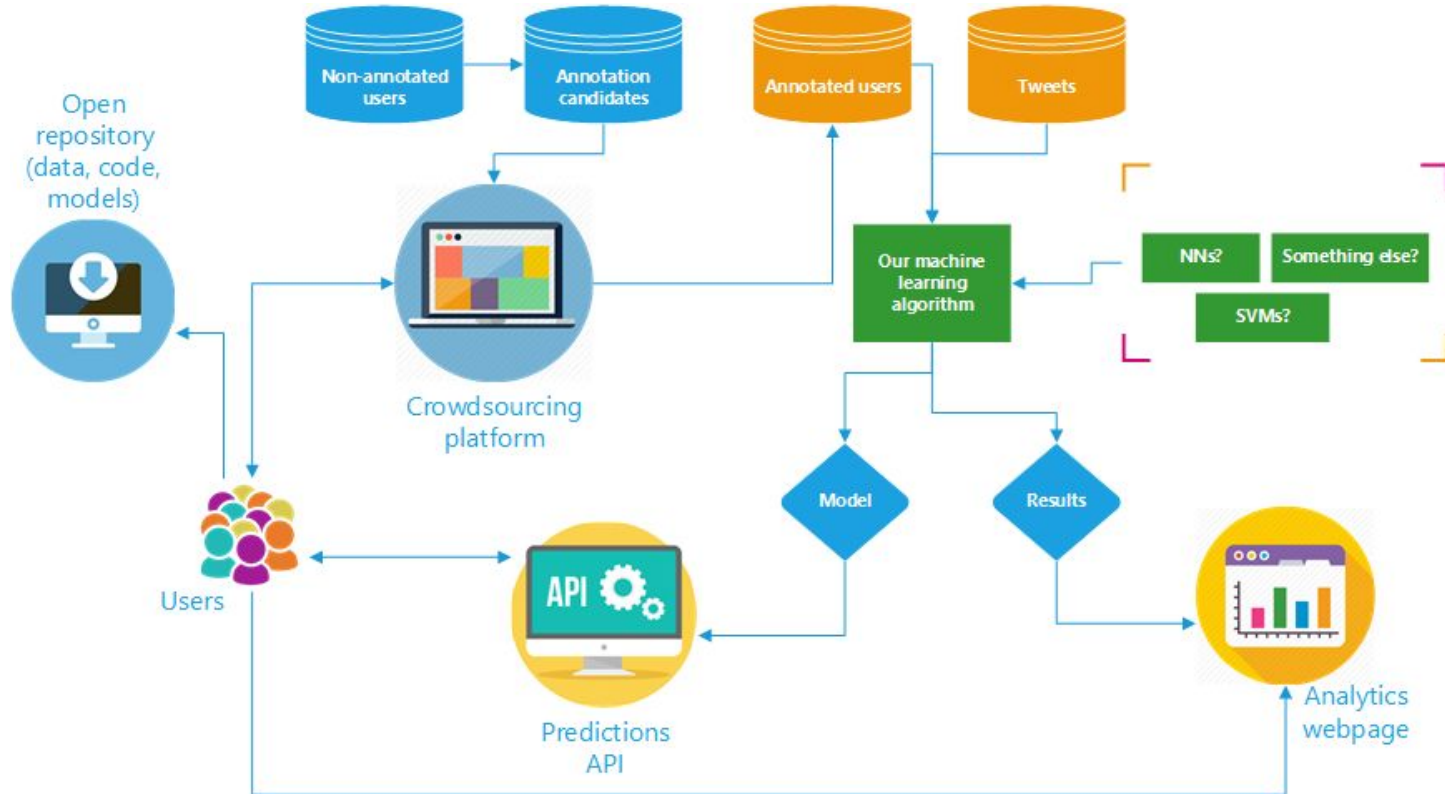 Non-annotated
users
Annotation
candidates
Annotated users
Tweets
Open
repository
(data, code,
models)
Our machine
learning
algorithm
NNs?
Something else?
SVMs?
Crowdsourcing
platform
Model
Results
API
Users
Predictions
API
Analytics
webpage